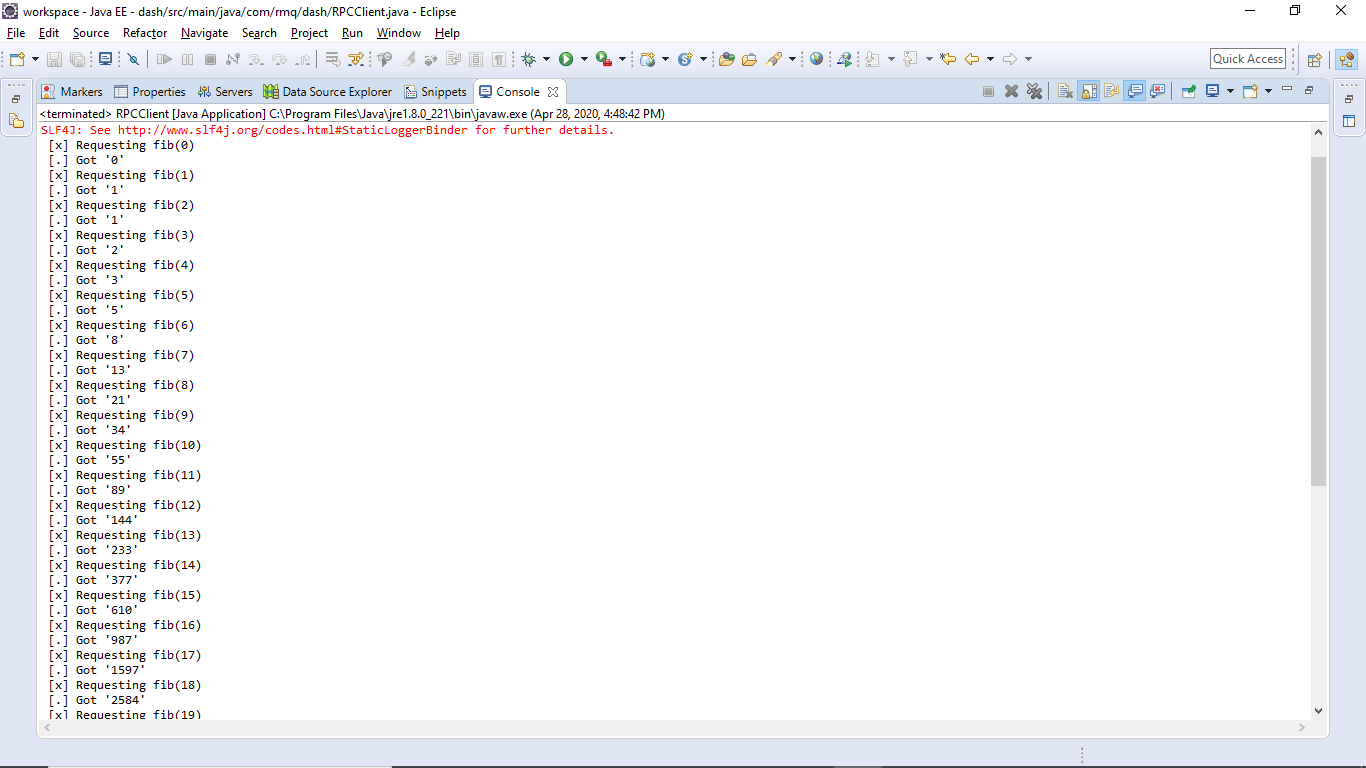 workspace - Java EE - dash/src/main/java/com/rmq/dash/RPCClient.java - Eclipse
File Edit Source Refactor Navigate Search Project Run Window Help
Quick Access
Markers Properties Servers Data Source Explorer Snippets Console
<terminated> RPCClient [Java Application] C:\Program Files\Java\jre1.8.0_221\bin\javaw.exe (Apr 28, 2020, 4:48:42 PM)
SLF4J: See http://www.slf4j.org/codes.html#StaticLoggerBinder for further details.
[x] Requesting fib(0)
[.] Got '0'
[x] Requesting fib(1)
[.] Got '1'
[x] Requesting fib(2)
[.] Got '1'
[x] Requesting fib(3)
[.] Got '2'
[x] Requesting fib(4)
[.] Got '3'
[x] Requesting fib(5)
[.] Got '5'
[x] Requesting fib(6)
[.] Got '8'
[x] Requesting fib(7)
[.] Got '13'
[x] Requesting fib(8)
[.] Got '21'
[x] Requesting fib(9)
[.] Got '34'
[x] Requesting fib(10)
[.] Got '55'
[x] Requesting fib(11)
[.] Got '89'
[x] Requesting fib(12)
[.] Got '144'
[x] Requesting fib(13)
[.] Got '233'
[x] Requesting fib(14)
[.] Got '377'
[x] Requesting fib(15)
[.] Got '610'
[x] Requesting fib(16)
[.] Got '987'
[x] Requesting fib(17)
[.] Got '1597'
[x] Requesting fib(18)
[.] Got '2584'
[x] Requesting fib(19)